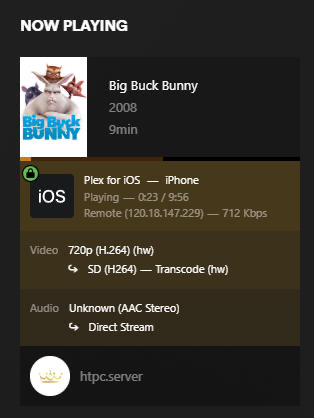 NOW PLAYING
Big Buck Bunny
2008
9min
Big Buck
BUNNY
iOS
Plex for iOS — iPhone
Playing — 0:23 / 9:56
Remote (120.18.147.229) — 712 Kbps
Video 720p (H.264) (hw)
↪ SD (H264) — Transcode (hw)
Audio Unknown (AAC Stereo)
↪ Direct Stream
htpc.server